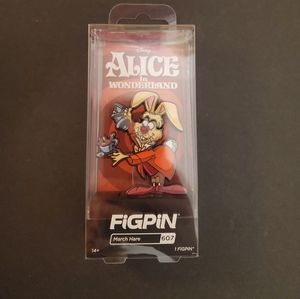 Disney
ALICE
in
WONDERLAND
FiGPiN®
March Hare 607
14+ 1 FIGPIN®